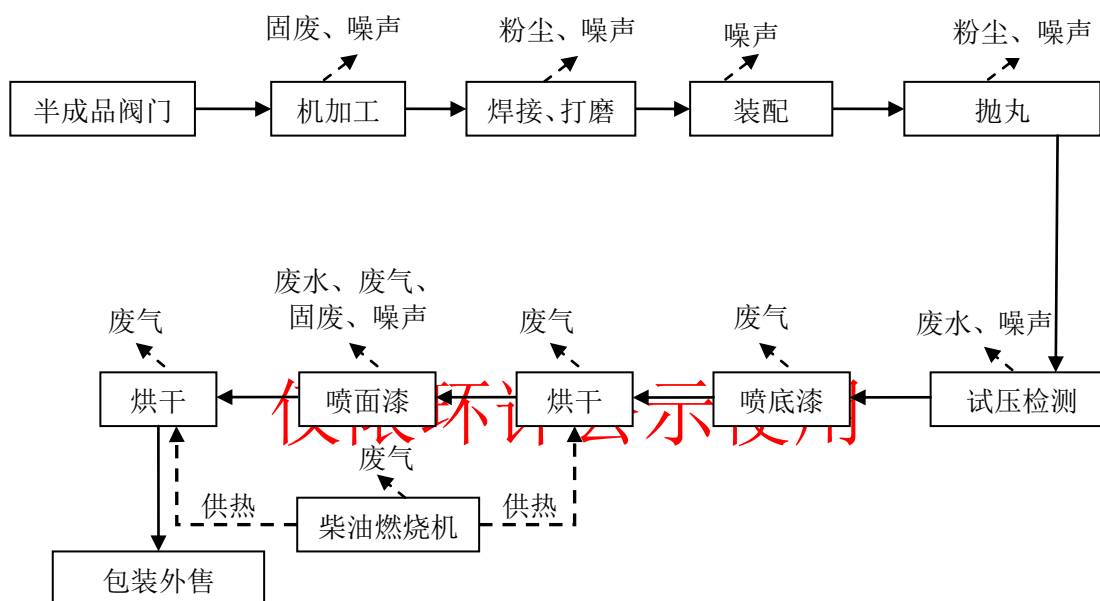 固废、噪声
粉尘、噪声
噪声
粉尘、噪声
半成品阀门
机加工
焊接、打磨
装配
抛丸
废水、废气、
固废、噪声
废气
废气
废气
废水、噪声
烘干
喷面漆
烘干
喷底漆
试压检测
仅限环评公示使用
废气
供热
柴油燃烧机
供热
包装外售